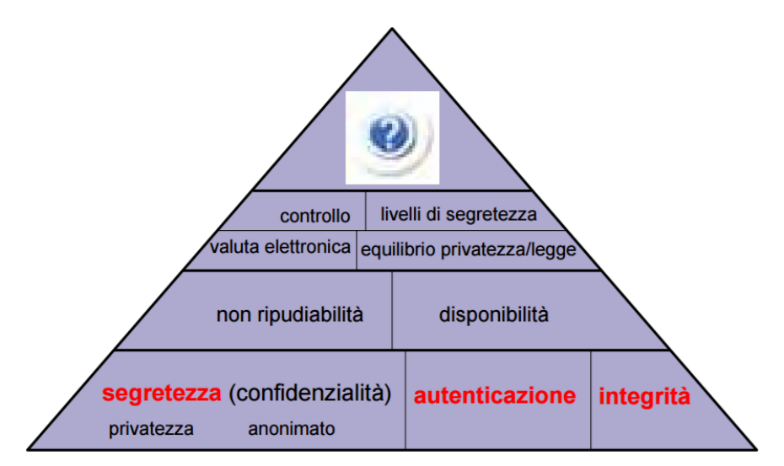 ?
controllo livelli di segretezza
valuta elettronica equilibrio privatezza/legge
non ripudiabilità disponibilità
segretezza (confidenzialità) autenticazione integrità
privatezza anonimato